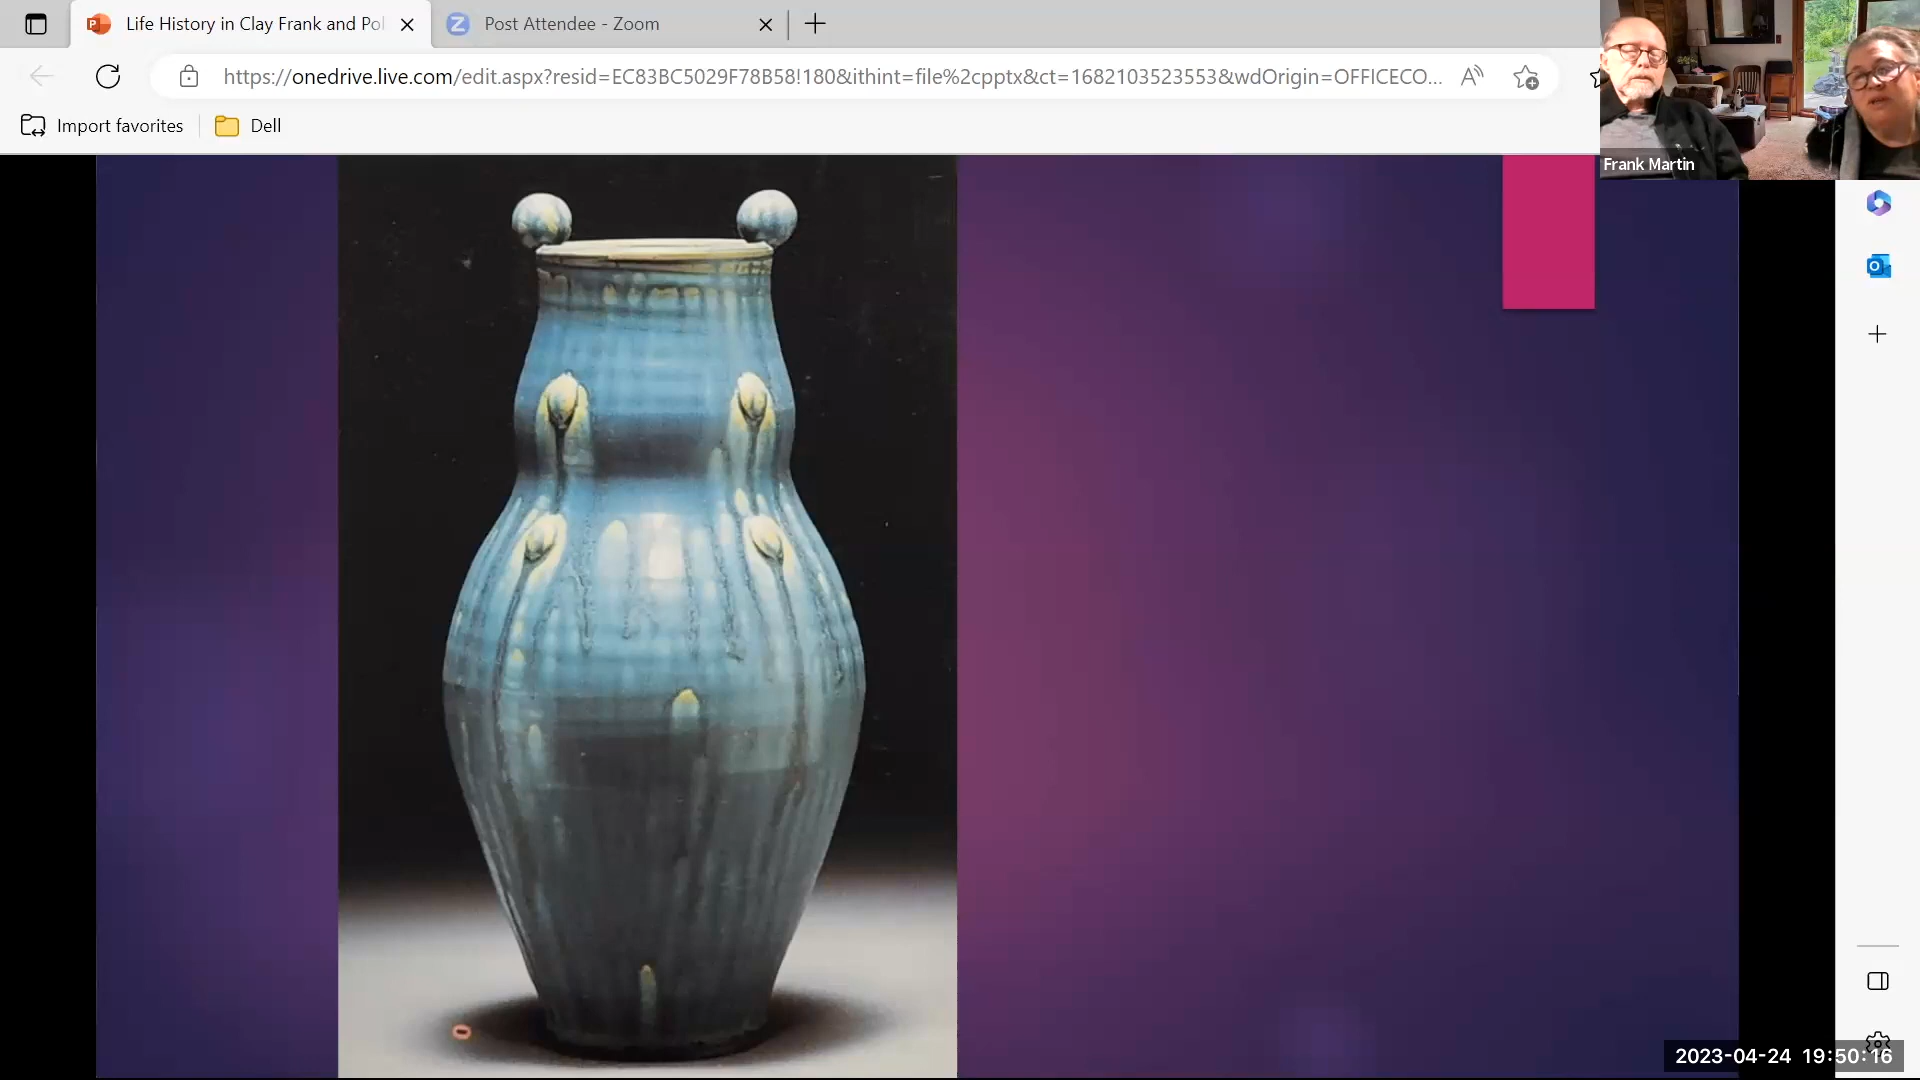 Life History in Clay Frank and Pol
Post Attendee - Zoom
https://onedrive.live.com/edit.aspx?resid=EC83BC5029F78B58!180&ithint=file%2cpptx&ct=1682103523553&wdOrigin=OFFICECO...
Import favorites
Dell
Frank Martin
2023-04-24 19:50:16